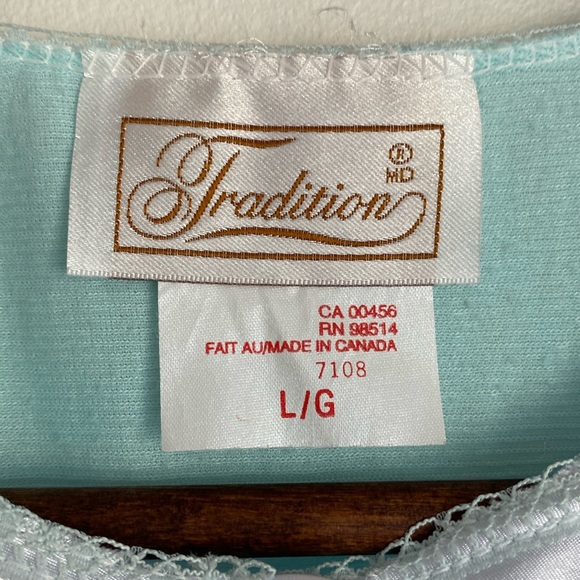 Tradition
®
MD
CA 00456
RN 98514
FAIT AU/MADE IN CANADA
7108
L/G